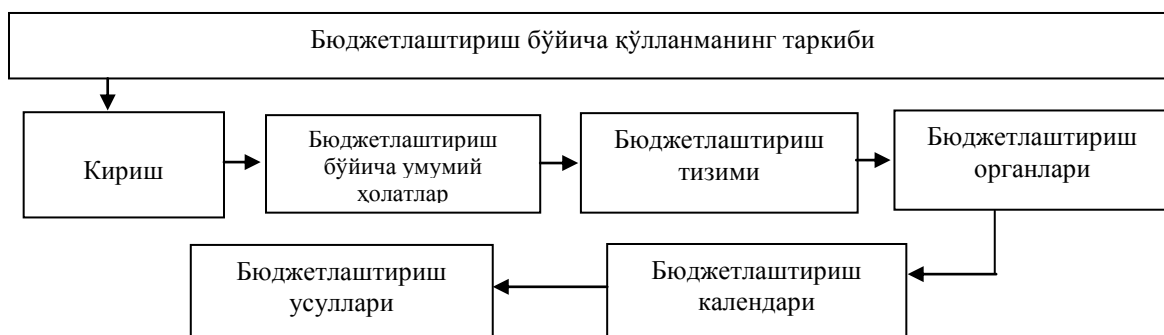 Бюджетлаштириш бўйича қўлланманинг таркиби
Кириш
Бюджетлаштириш
бўйича умумий
ҳолатлар
Бюджетлаштириш
тизими
Бюджетлаштириш
органлари
Бюджетлаштириш
усуллари
Бюджетлаштириш
календари